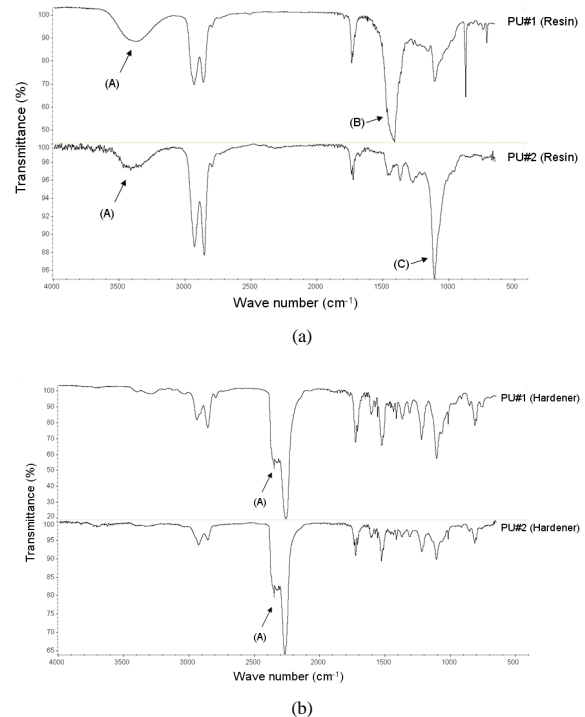 PU#1 (Resin)
100
90
80
70
60
50
(A)
(B)
PU#2 (Resin)
100
98
96
94
92
90
88
86
(A)
(C)
Transmittance (%)
4000 3500 3000 2500 2000 1500 1000 500
Wave number (cm-1)
(a)
PU#1 (Hardener)
100
90
80
70
60
50
40
30
20
(A)
PU#2 (Hardener)
100
95
90
85
80
75
70
65
(A)
Transmittance (%)
4000 3500 3000 2500 2000 1500 1000 500
Wave number (cm-1)
(b)